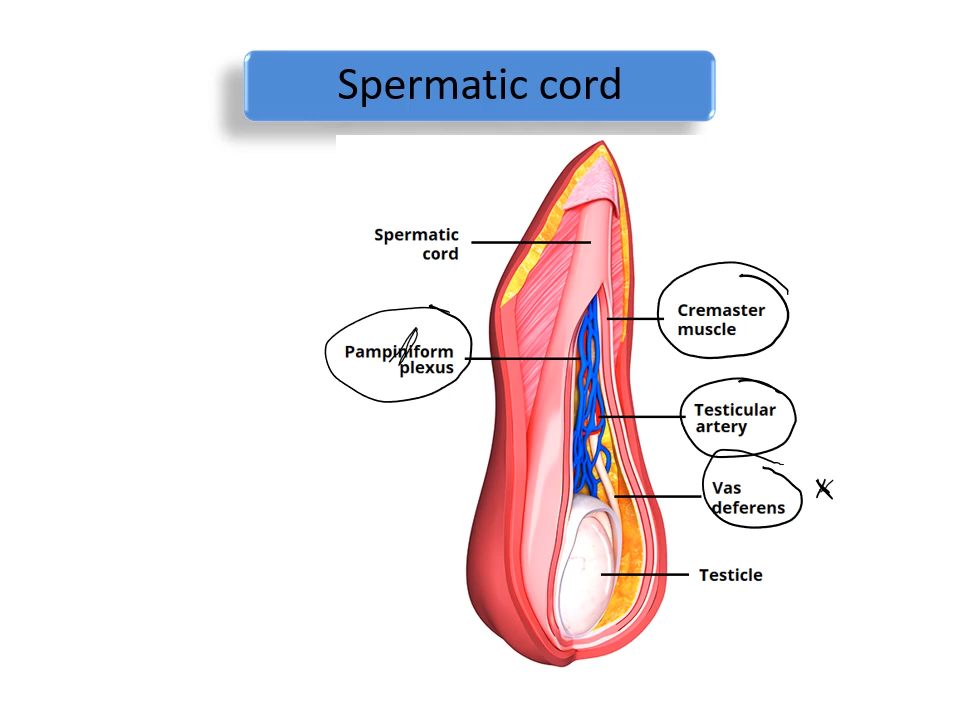 Spermatic cord
Spermatic
cord
Cremaster
muscle
Pampiniform
plexus
Testicular
artery
Vas
deferens
Testicle